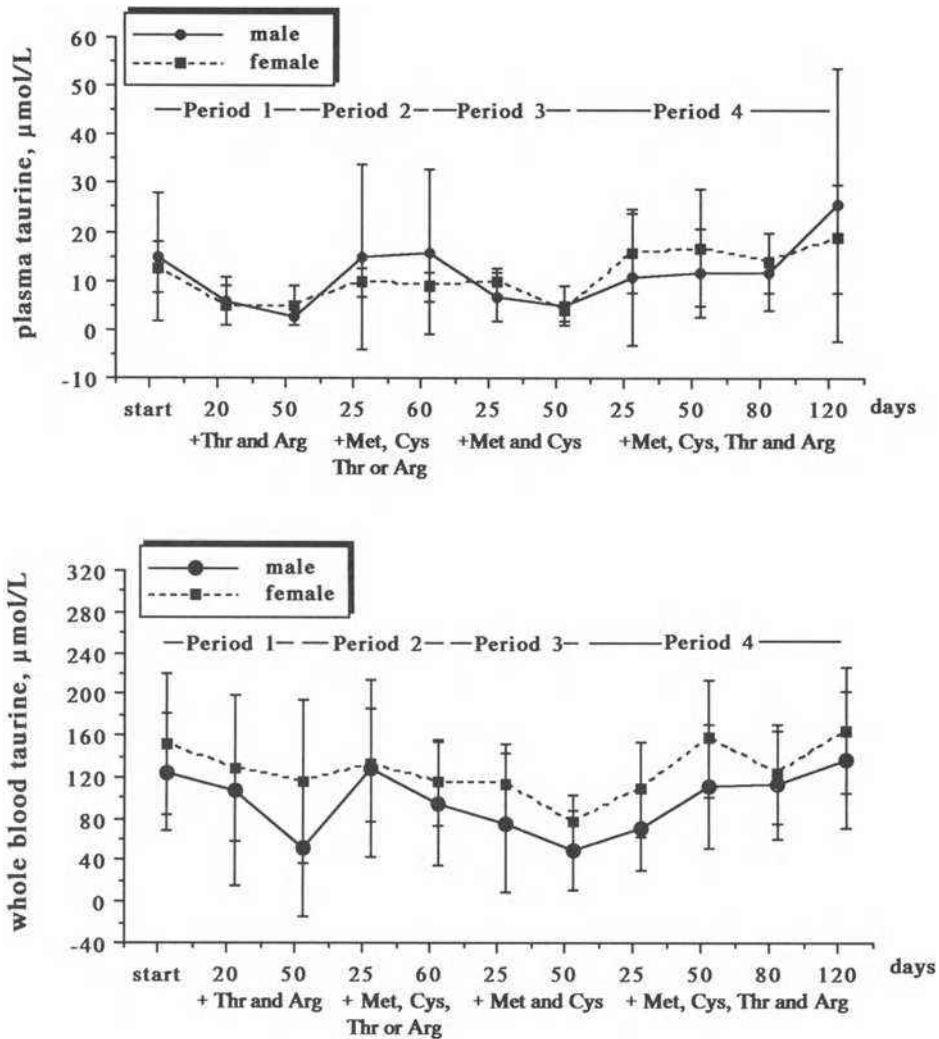 male
female
60
50
40
30
20
10
0
-10
plasma taurine, µmol/L
Period 1
Period 2
Period 3
Period 4
start 20 50 25 60 25 50 25 50 80 120 days
+Thr and Arg +Met, Cys +Met and Cys +Met, Cys, Thr and Arg
Thr or Arg
male
female
320
280
240
200
160
120
80
40
0
-40
whole blood taurine, µmol/L
Period 1
Period 2
Period 3
Period 4
start 20 50 25 60 25 50 25 50 80 120 days
+ Thr and Arg + Met, Cys, + Met and Cys + Met, Cys, Thr and Arg
Thr or Arg